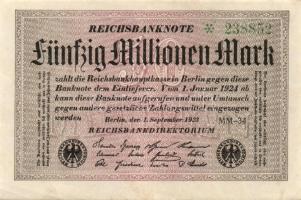 REICHSBANKNOTE * 238852
Fünfzig Millionen Mark
zahlt die Reichsbankhauptkasse in Berlin gegen diese
Banknote dem Einlieferer. Vom 1. Januar 1924 ab
kann diese Banknote aufgerufen und unter Umtausch
gegen andere gesetzliche Zahlungsmittel eingezogen
werden
Berlin, den 1. September 1923 MM-34
REICHSBANKDIREKTORIUM